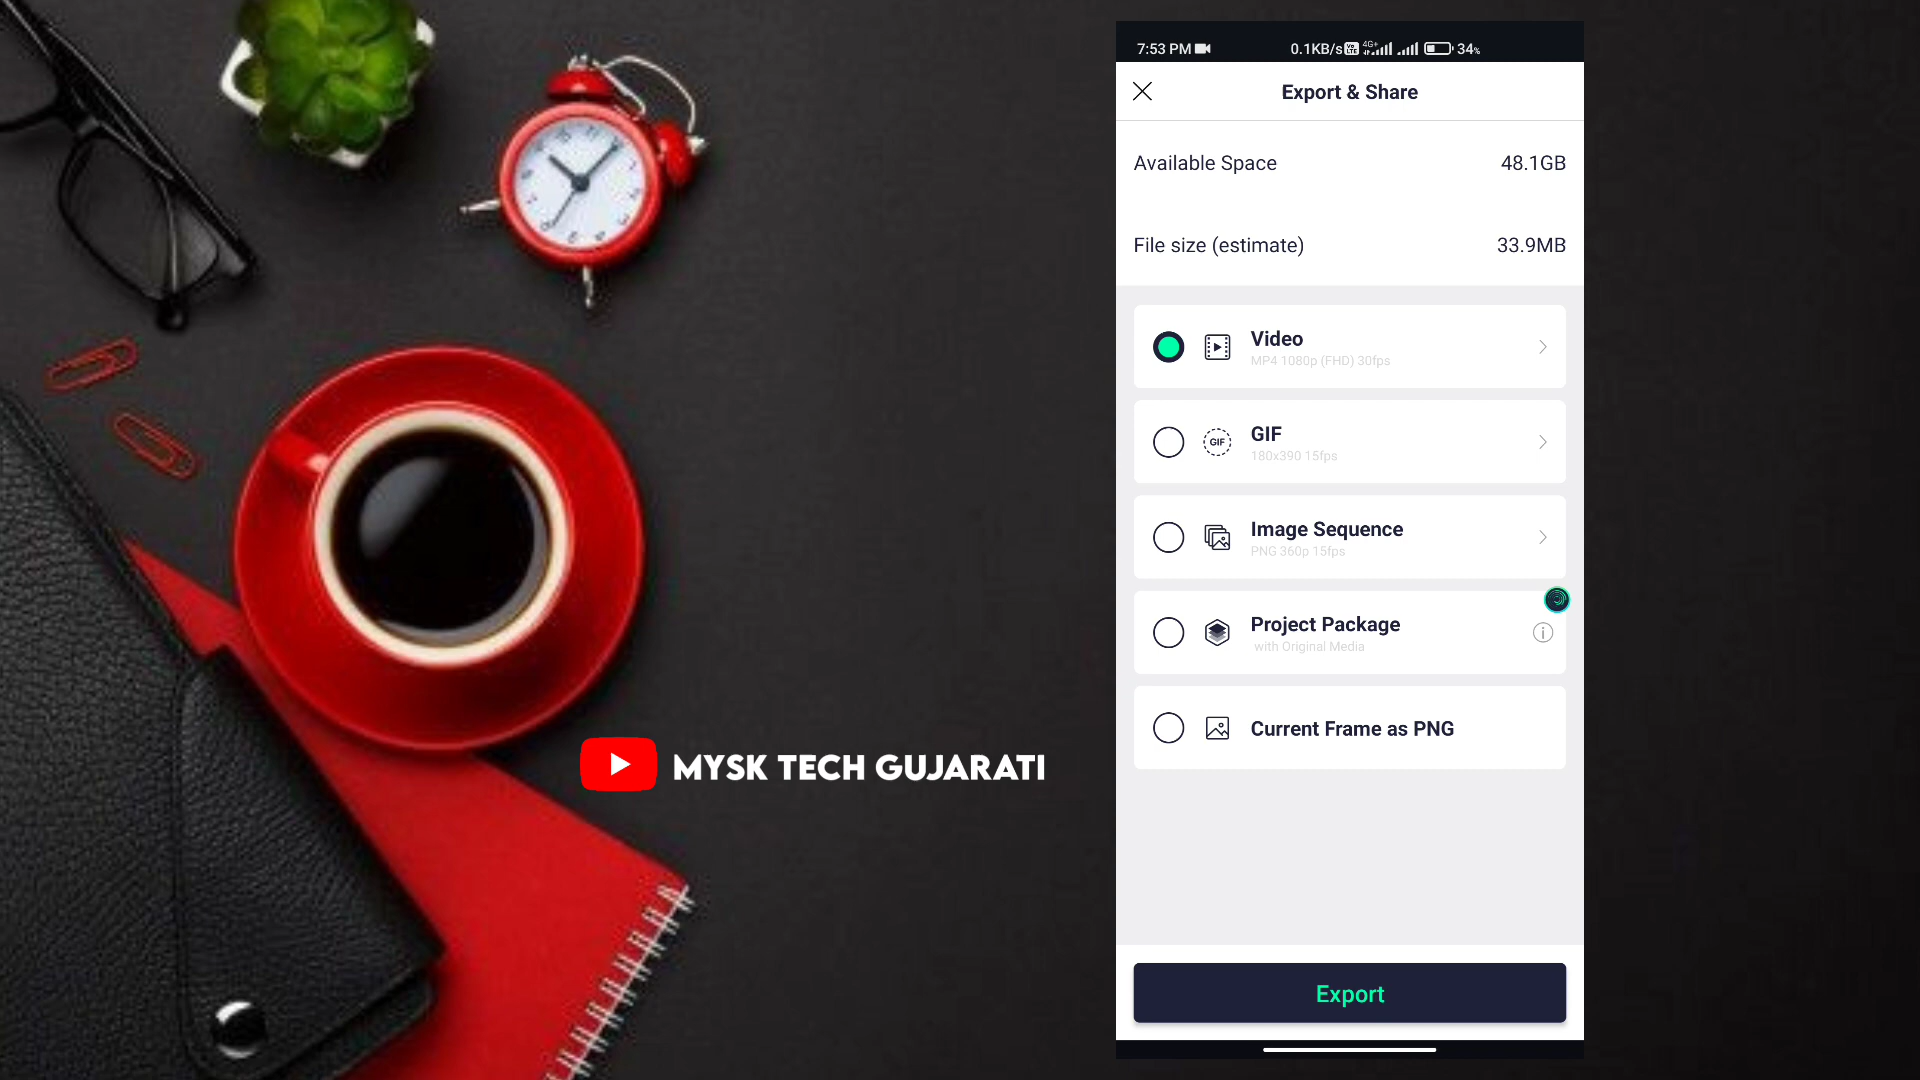 7:53 PM 0.1KB/s 4G+ 34%
Export & Share
Available Space 48.1GB
File size (estimate) 33.9MB
Video
MP4 1080p (FHD) 30fps
GIF
GIF
180x390 15fps
Image Sequence
PNG 360p 15fps
Project Package
with Original Media
Current Frame as PNG
Export
MYSK TECH GUJARATI